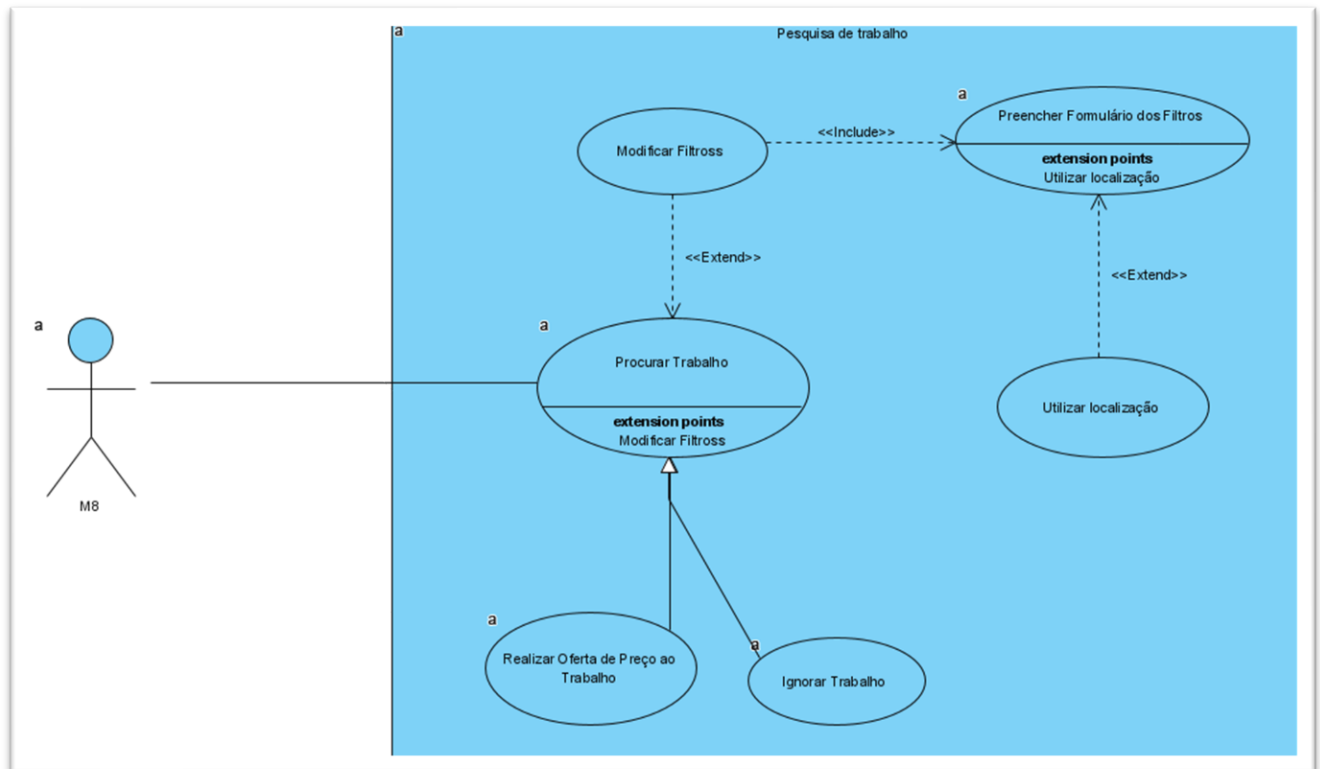 a
Pesquisa de trabalho
a
Preencher Formulário dos Filtros
extension points
Utilizar localização
Modificar Filtross
<<Include>>
<<Extend>>
<<Extend>>
a
a
Procurar Trabalho
extension points
Modificar Filtross
Utilizar localização
M8
a
Realizar Oferta de Preço ao
Trabalho
a
Ignorar Trabalho